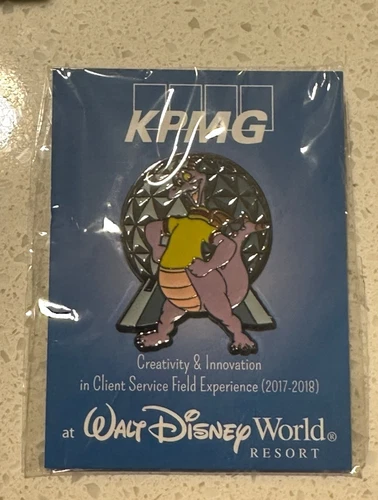 KPMG
Creativity & Innovation
in Client Service Field Experience (2017-2018)
at Walt Disney World®
RESORT